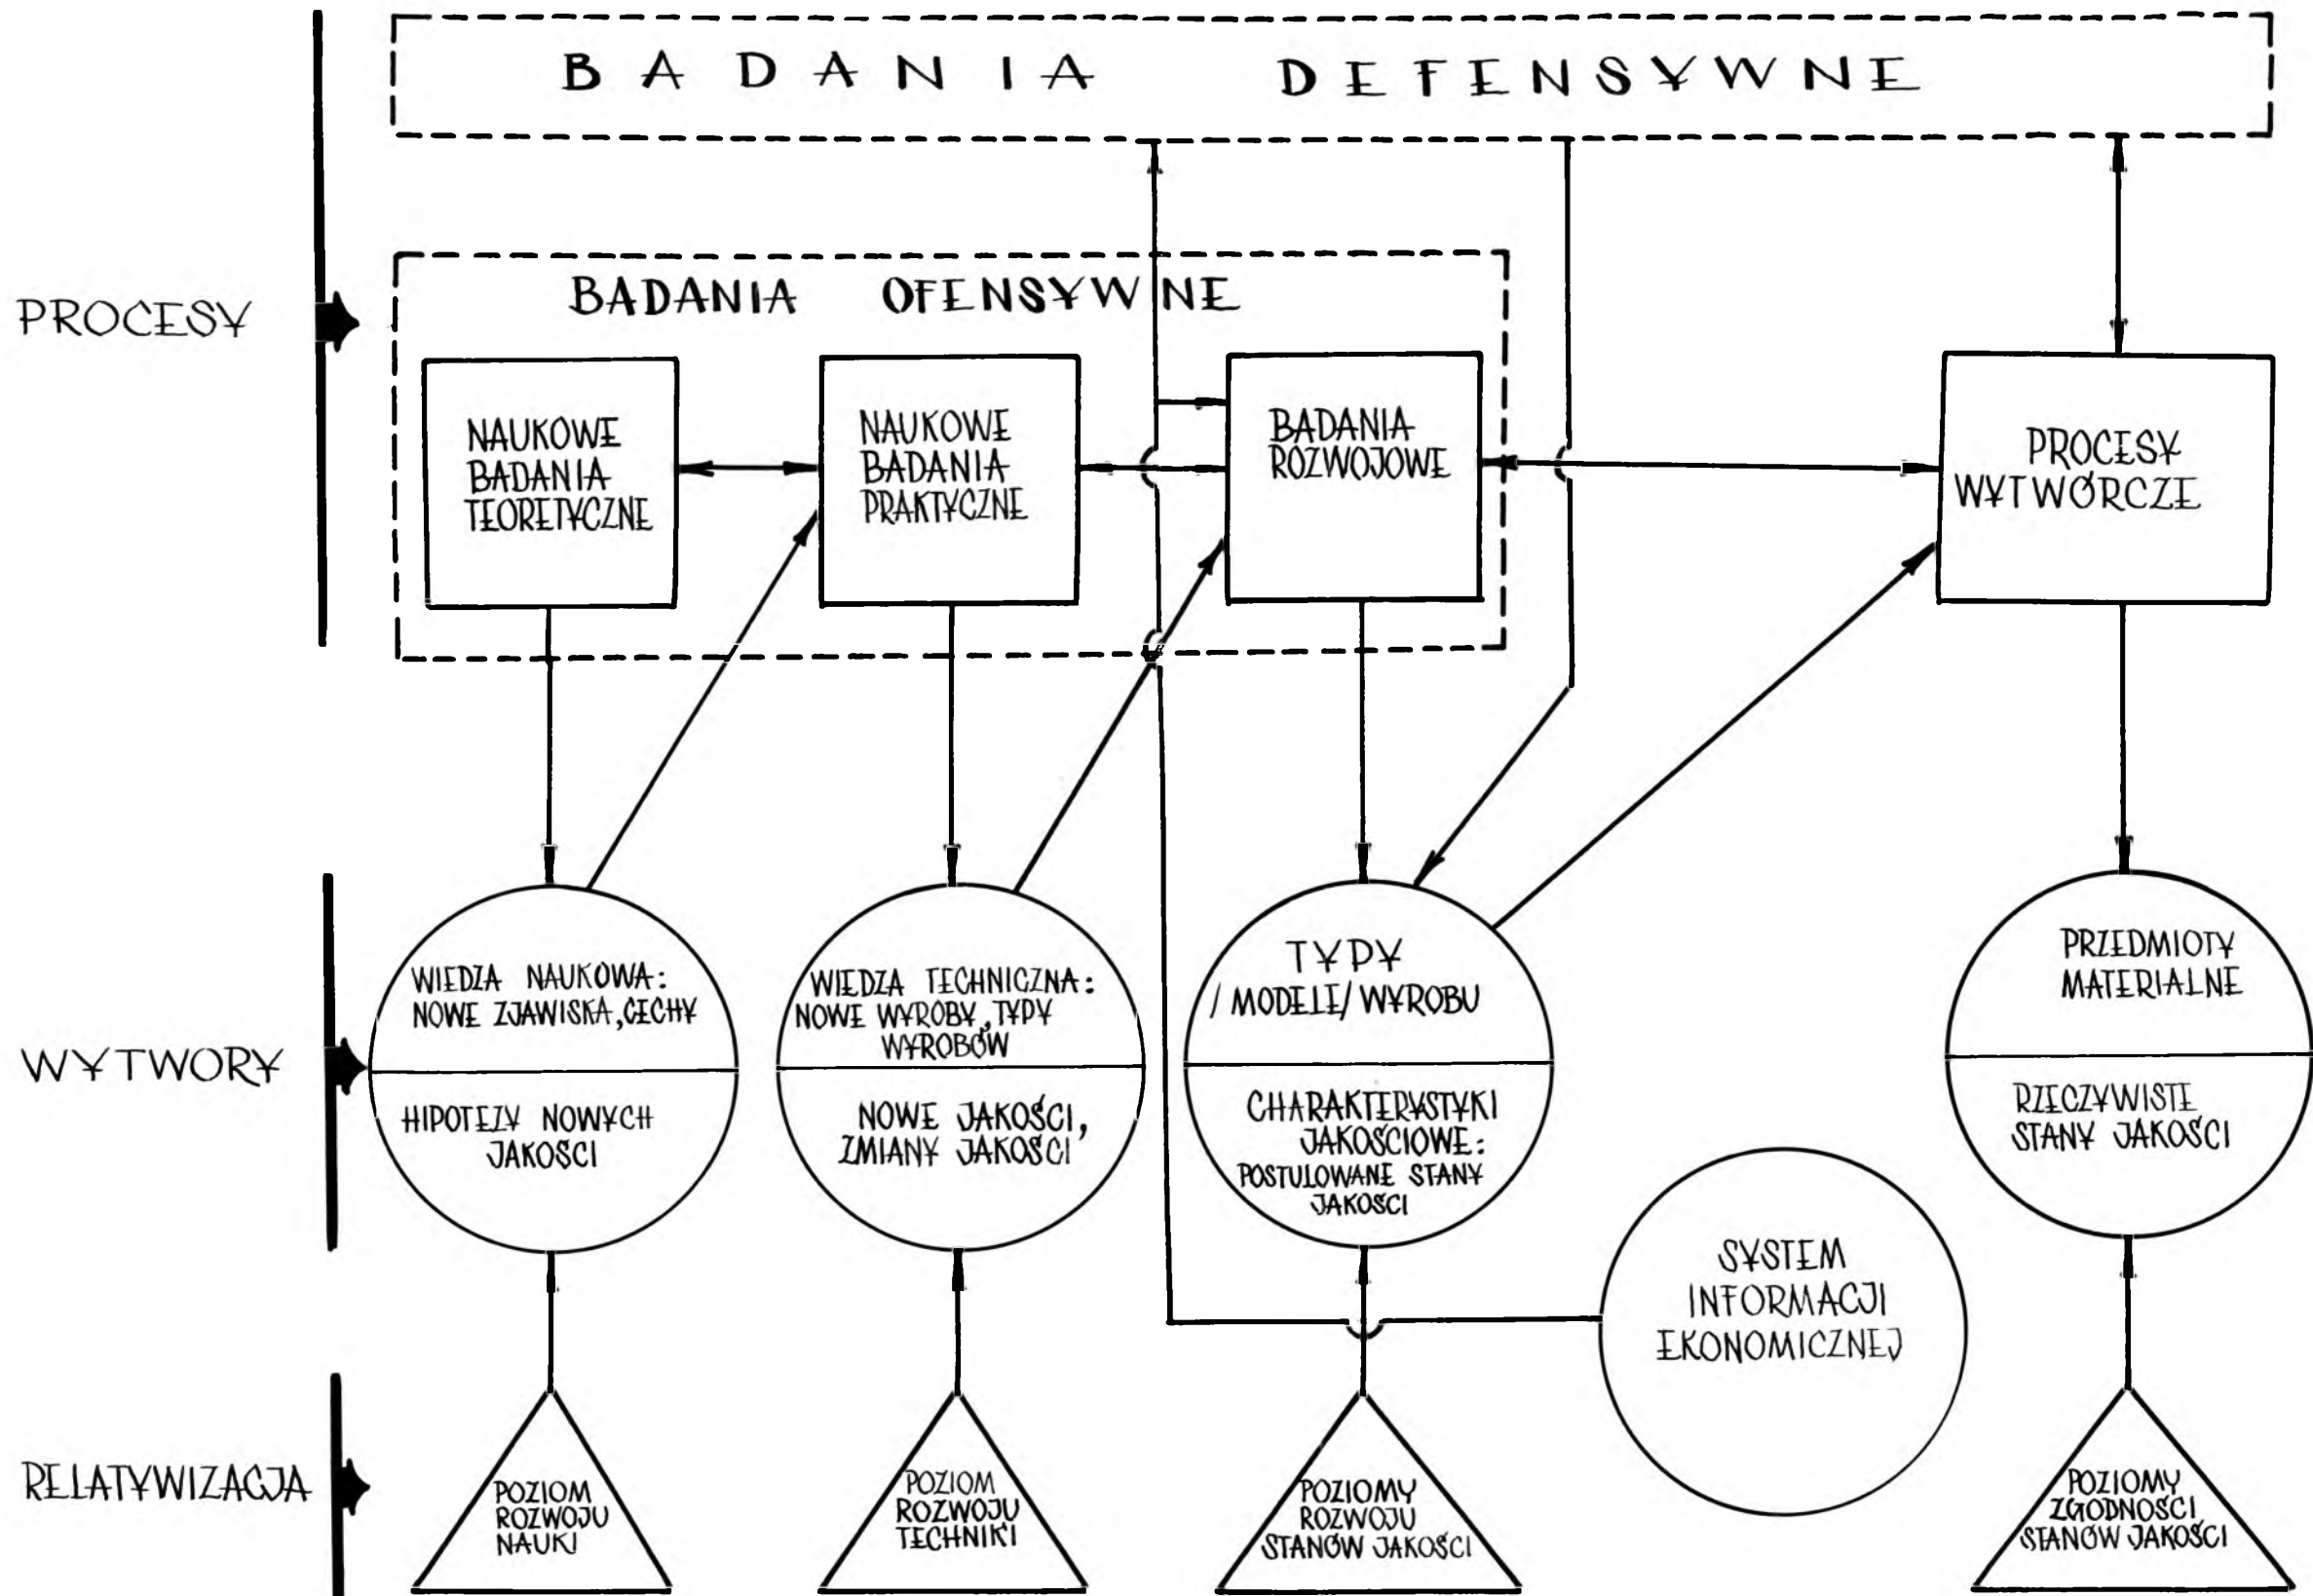 BADANIA DEFENSYWNE
PROCESY
BADANIA OFENSYWNE
NAUKOWE
BADANIA
TEORETYCZNE
NAUKOWE
BADANIA
PRAKTYCZNE
BADANIA
ROZWOJOWE
PROCESY
WYTWÓRCZE
WYTWORY
WIEDZA NAUKOWA:
NOWE ZJAWISKA, CECHY
HIPOTEZY NOWYCH
JAKOŚCI
WIEDZA TECHNICZNA:
NOWE WYROBY, TYPY
WYROBÓW
NOWE JAKOŚCI,
ZMIANY JAKOŚCI
TYPY
/MODELE/ WYROBU
CHARAKTERYSTYKI
JAKOŚCIOWE:
POSTULOWANE STANY
JAKOŚCI
PRZEDMIOTY
MATERIALNE
RZECZYWISTE
STANY JAKOŚCI
SYSTEM
INFORMACJI
EKONOMICZNEJ
RELATYWIZACJA
POZIOM
ROZWOJU
NAUKI
POZIOM
ROZWOJU
TECHNIKI
POZIOMY
ROZWOJU
STANÓW JAKOŚCI
POZIOMY
ZGODNOŚCI
STANÓW JAKOŚCI